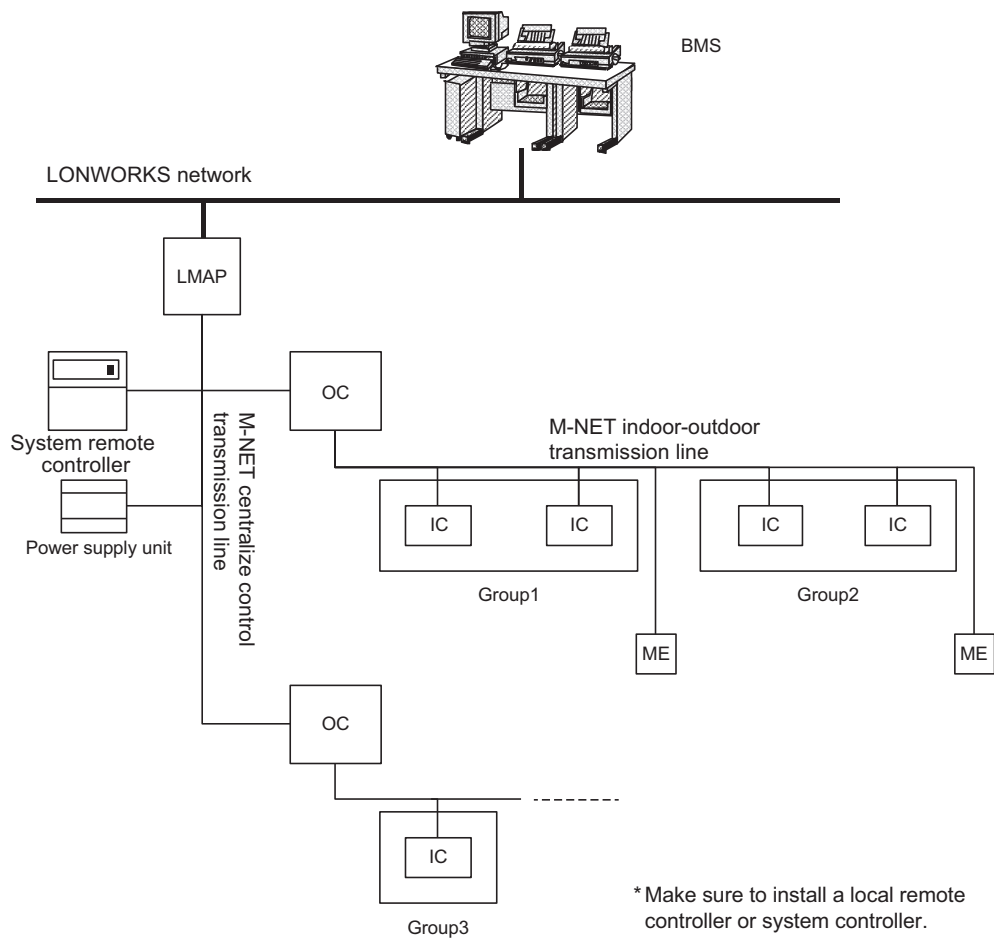 BMS
LONWORKS network
LMAP
OC
System remote
controller
M-NET centralize control
transmission line
Power supply unit
M-NET indoor-outdoor
transmission line
IC
IC
IC
IC
Group1
Group2
ME
ME
OC
IC
Group3
* Make sure to install a local remote
controller or system controller.